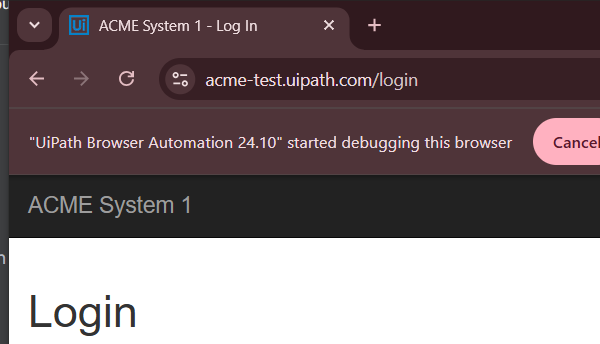 Ui ACME System 1 - Log In
acme-test.uipath.com/login
"UiPath Browser Automation 24.10" started debugging this browser
Cancel
ACME System 1
Login